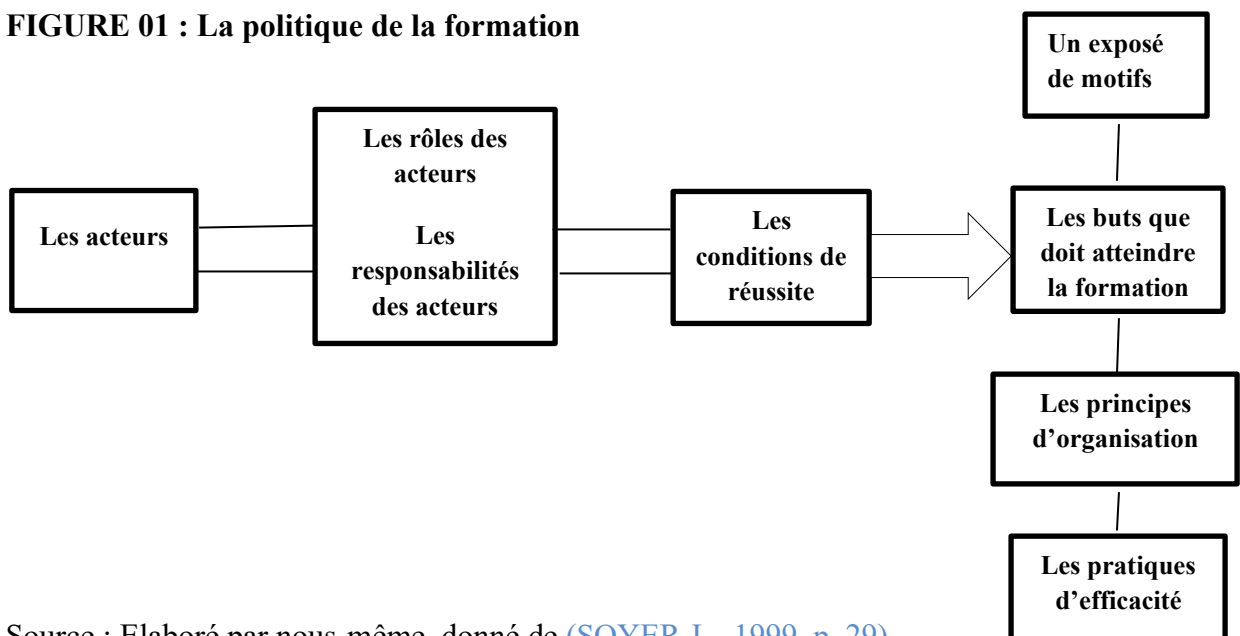 FIGURE 01 : La politique de la formation
Un exposé
de motifs
Les rôles des
acteurs
Les
responsabilités
des acteurs
Les acteurs
Les
conditions de
réussite
Les buts que
doit atteindre
la formation
Les principes
d’organisation
Les pratiques
d’efficacité
Source : Elaboré par nous-même, donné de (SOYER J., 1999, p. 29)